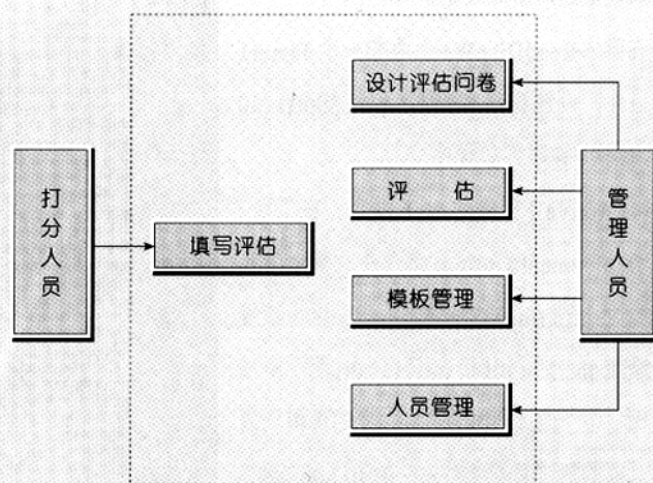 设计评估问卷
打分人员
评 估
管理人员
填写评估
模板管理
人员管理